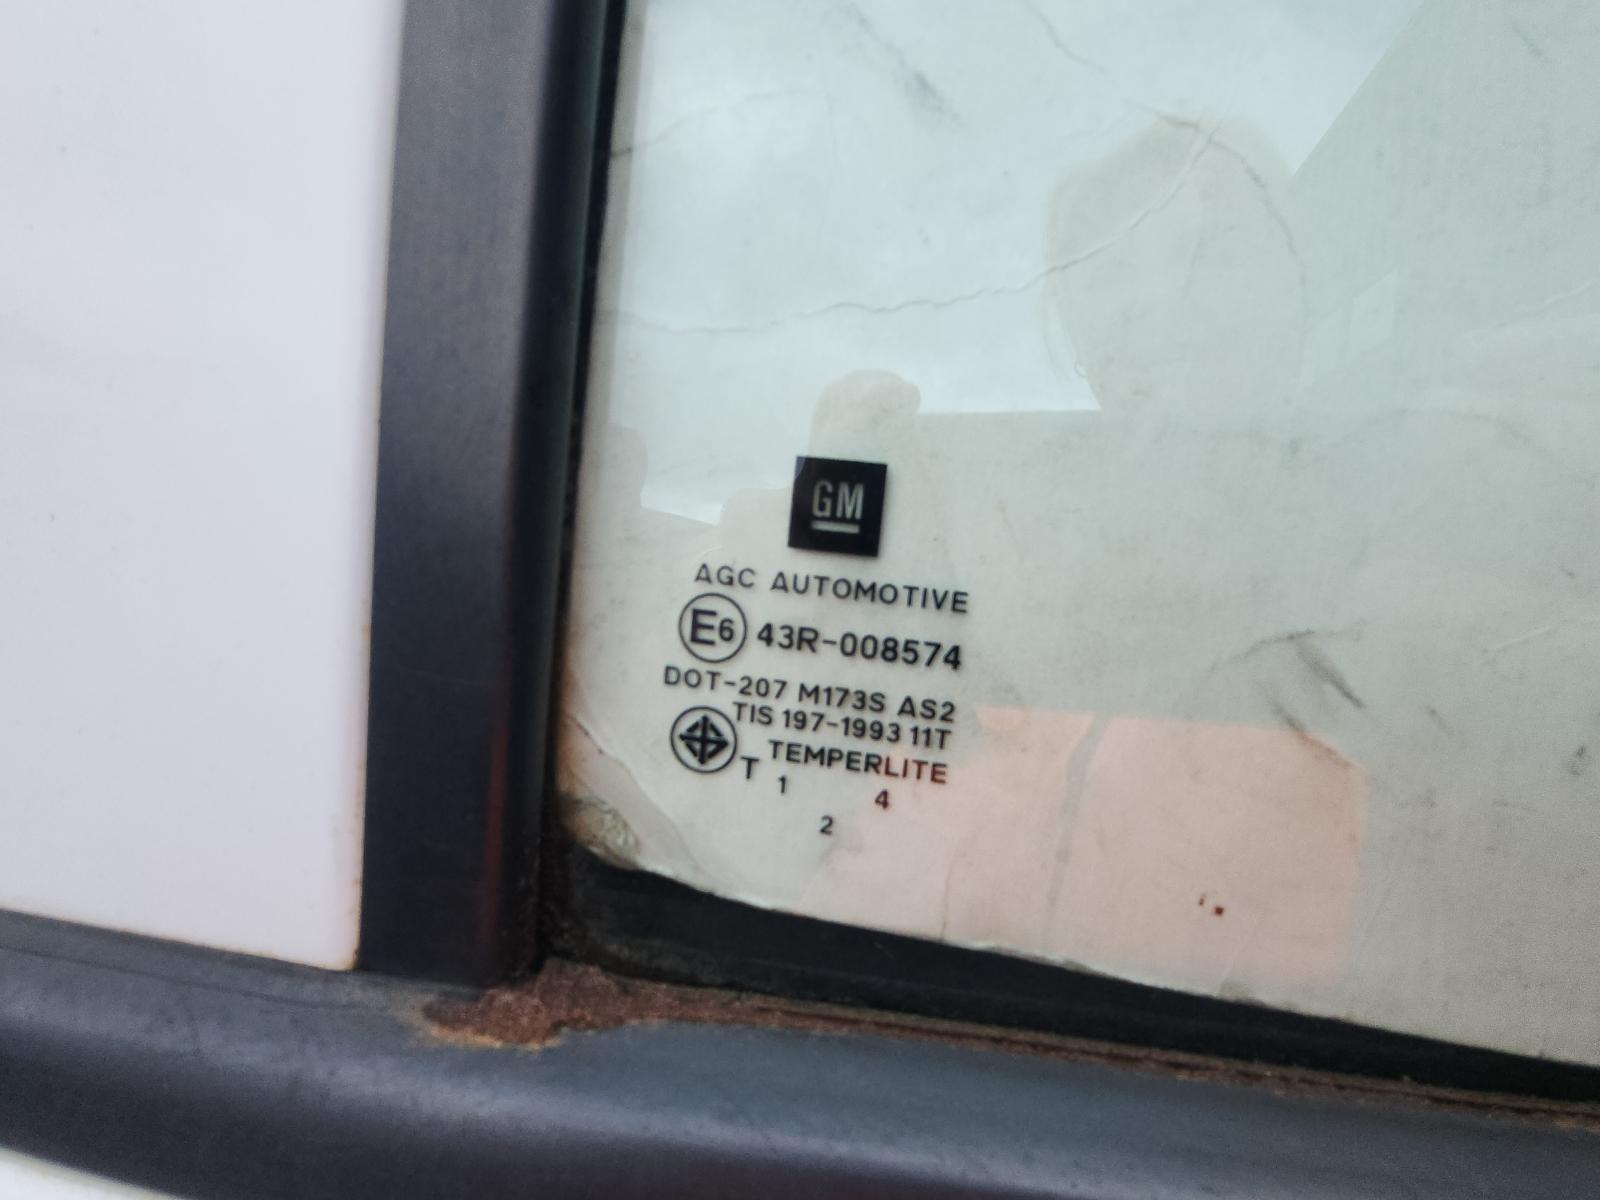 GM
AGC AUTOMOTIVE
E6 43R-008574
DOT-207 M173S AS2
TIS 197-1993 11T
T TEMPERLITE
1 4
2